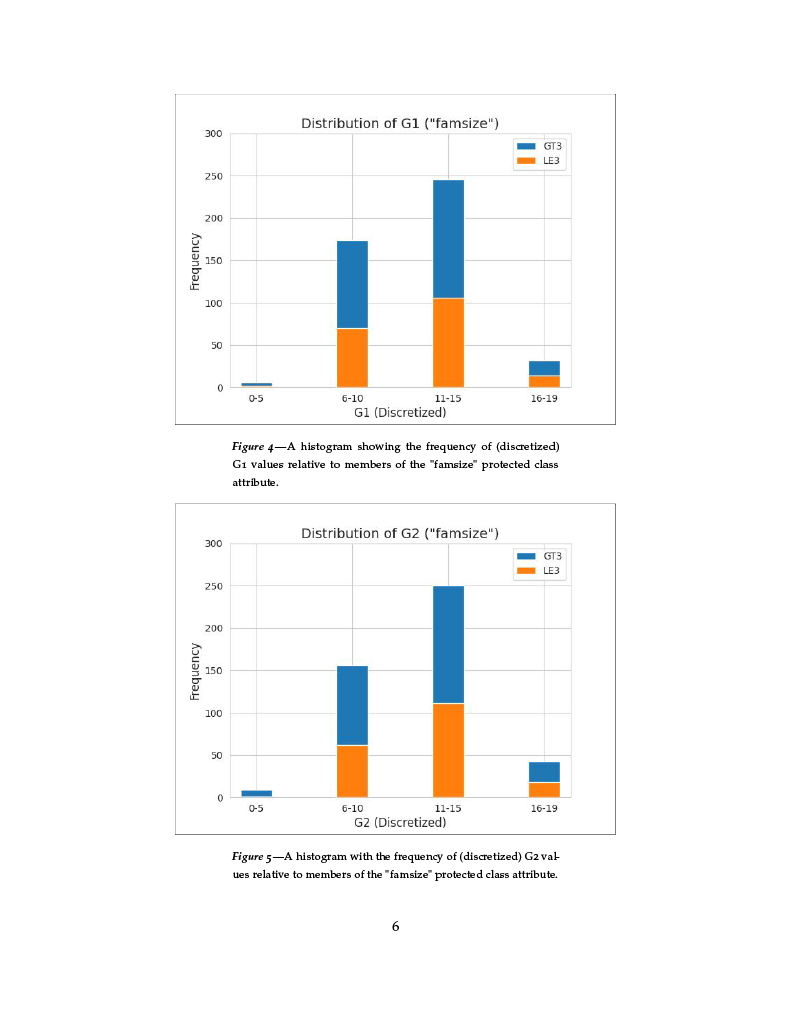 Distribution of G1 ("famsize")
300
250
200
150
100
50
0
Frequency
GT3
LE3
0-5 6-10 11-15 16-19
G1 (Discretized)
Figure 4—A histogram showing the frequency of (discretized)
G1 values relative to members of the "famsize" protected class
attribute.
Distribution of G2 ("famsize")
300
250
200
150
100
50
0
Frequency
GT3
LE3
0-5 6-10 11-15 16-19
G2 (Discretized)
Figure 5—A histogram with the frequency of (discretized) G2 val-
ues relative to members of the "famsize" protected class attribute.
6